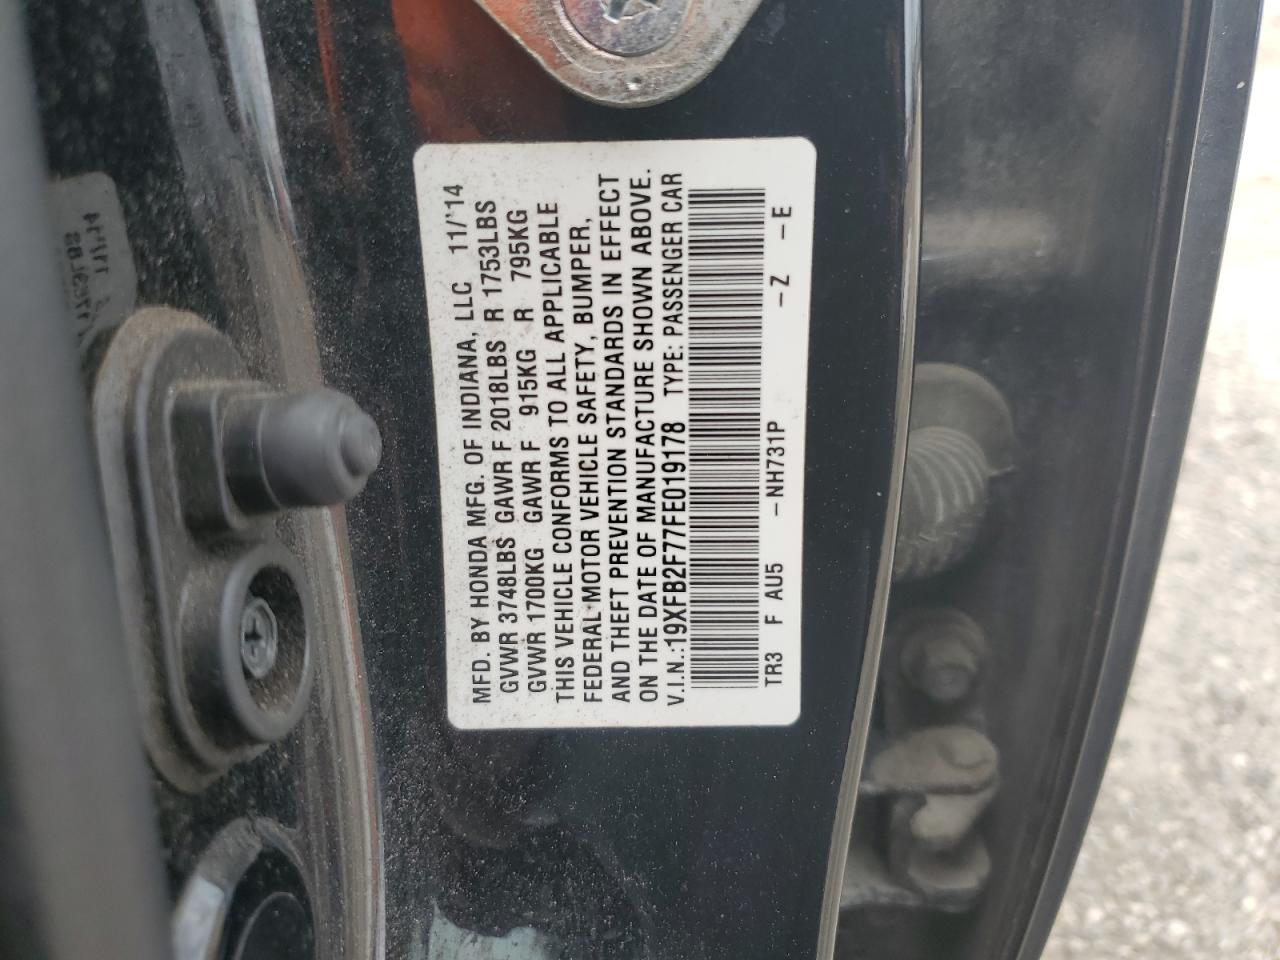 MFD. BY HONDA MFG. OF INDIANA, LLC 11/'14
GVWR 3748LBS GAWR F 2018LBS R 1753LBS
GVWR 1700KG GAWR F 915KG R 795KG
THIS VEHICLE CONFORMS TO ALL APPLICABLE
FEDERAL MOTOR VEHICLE SAFETY, BUMPER,
AND THEFT PREVENTION STANDARDS IN EFFECT
ON THE DATE OF MANUFACTURE SHOWN ABOVE.
V.I.N.:19XFB2F77FE019178 TYPE: PASSENGER CAR
TR3 F AU5 -NH731P -Z -E